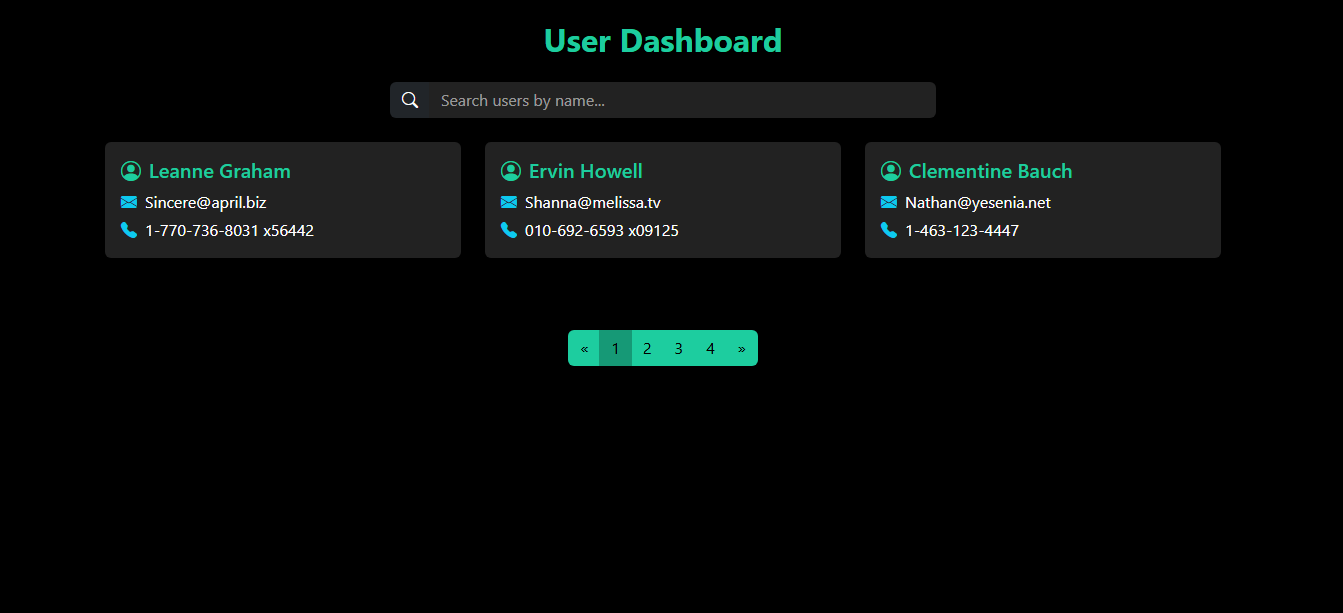 User Dashboard
Search users by name...
Leanne Graham
Sincere@april.biz
1-770-736-8031 x56442
Ervin Howell
Shanna@melissa.tv
010-692-6593 x09125
Clementine Bauch
Nathan@yesenia.net
1-463-123-4447
« 1 2 3 4 »